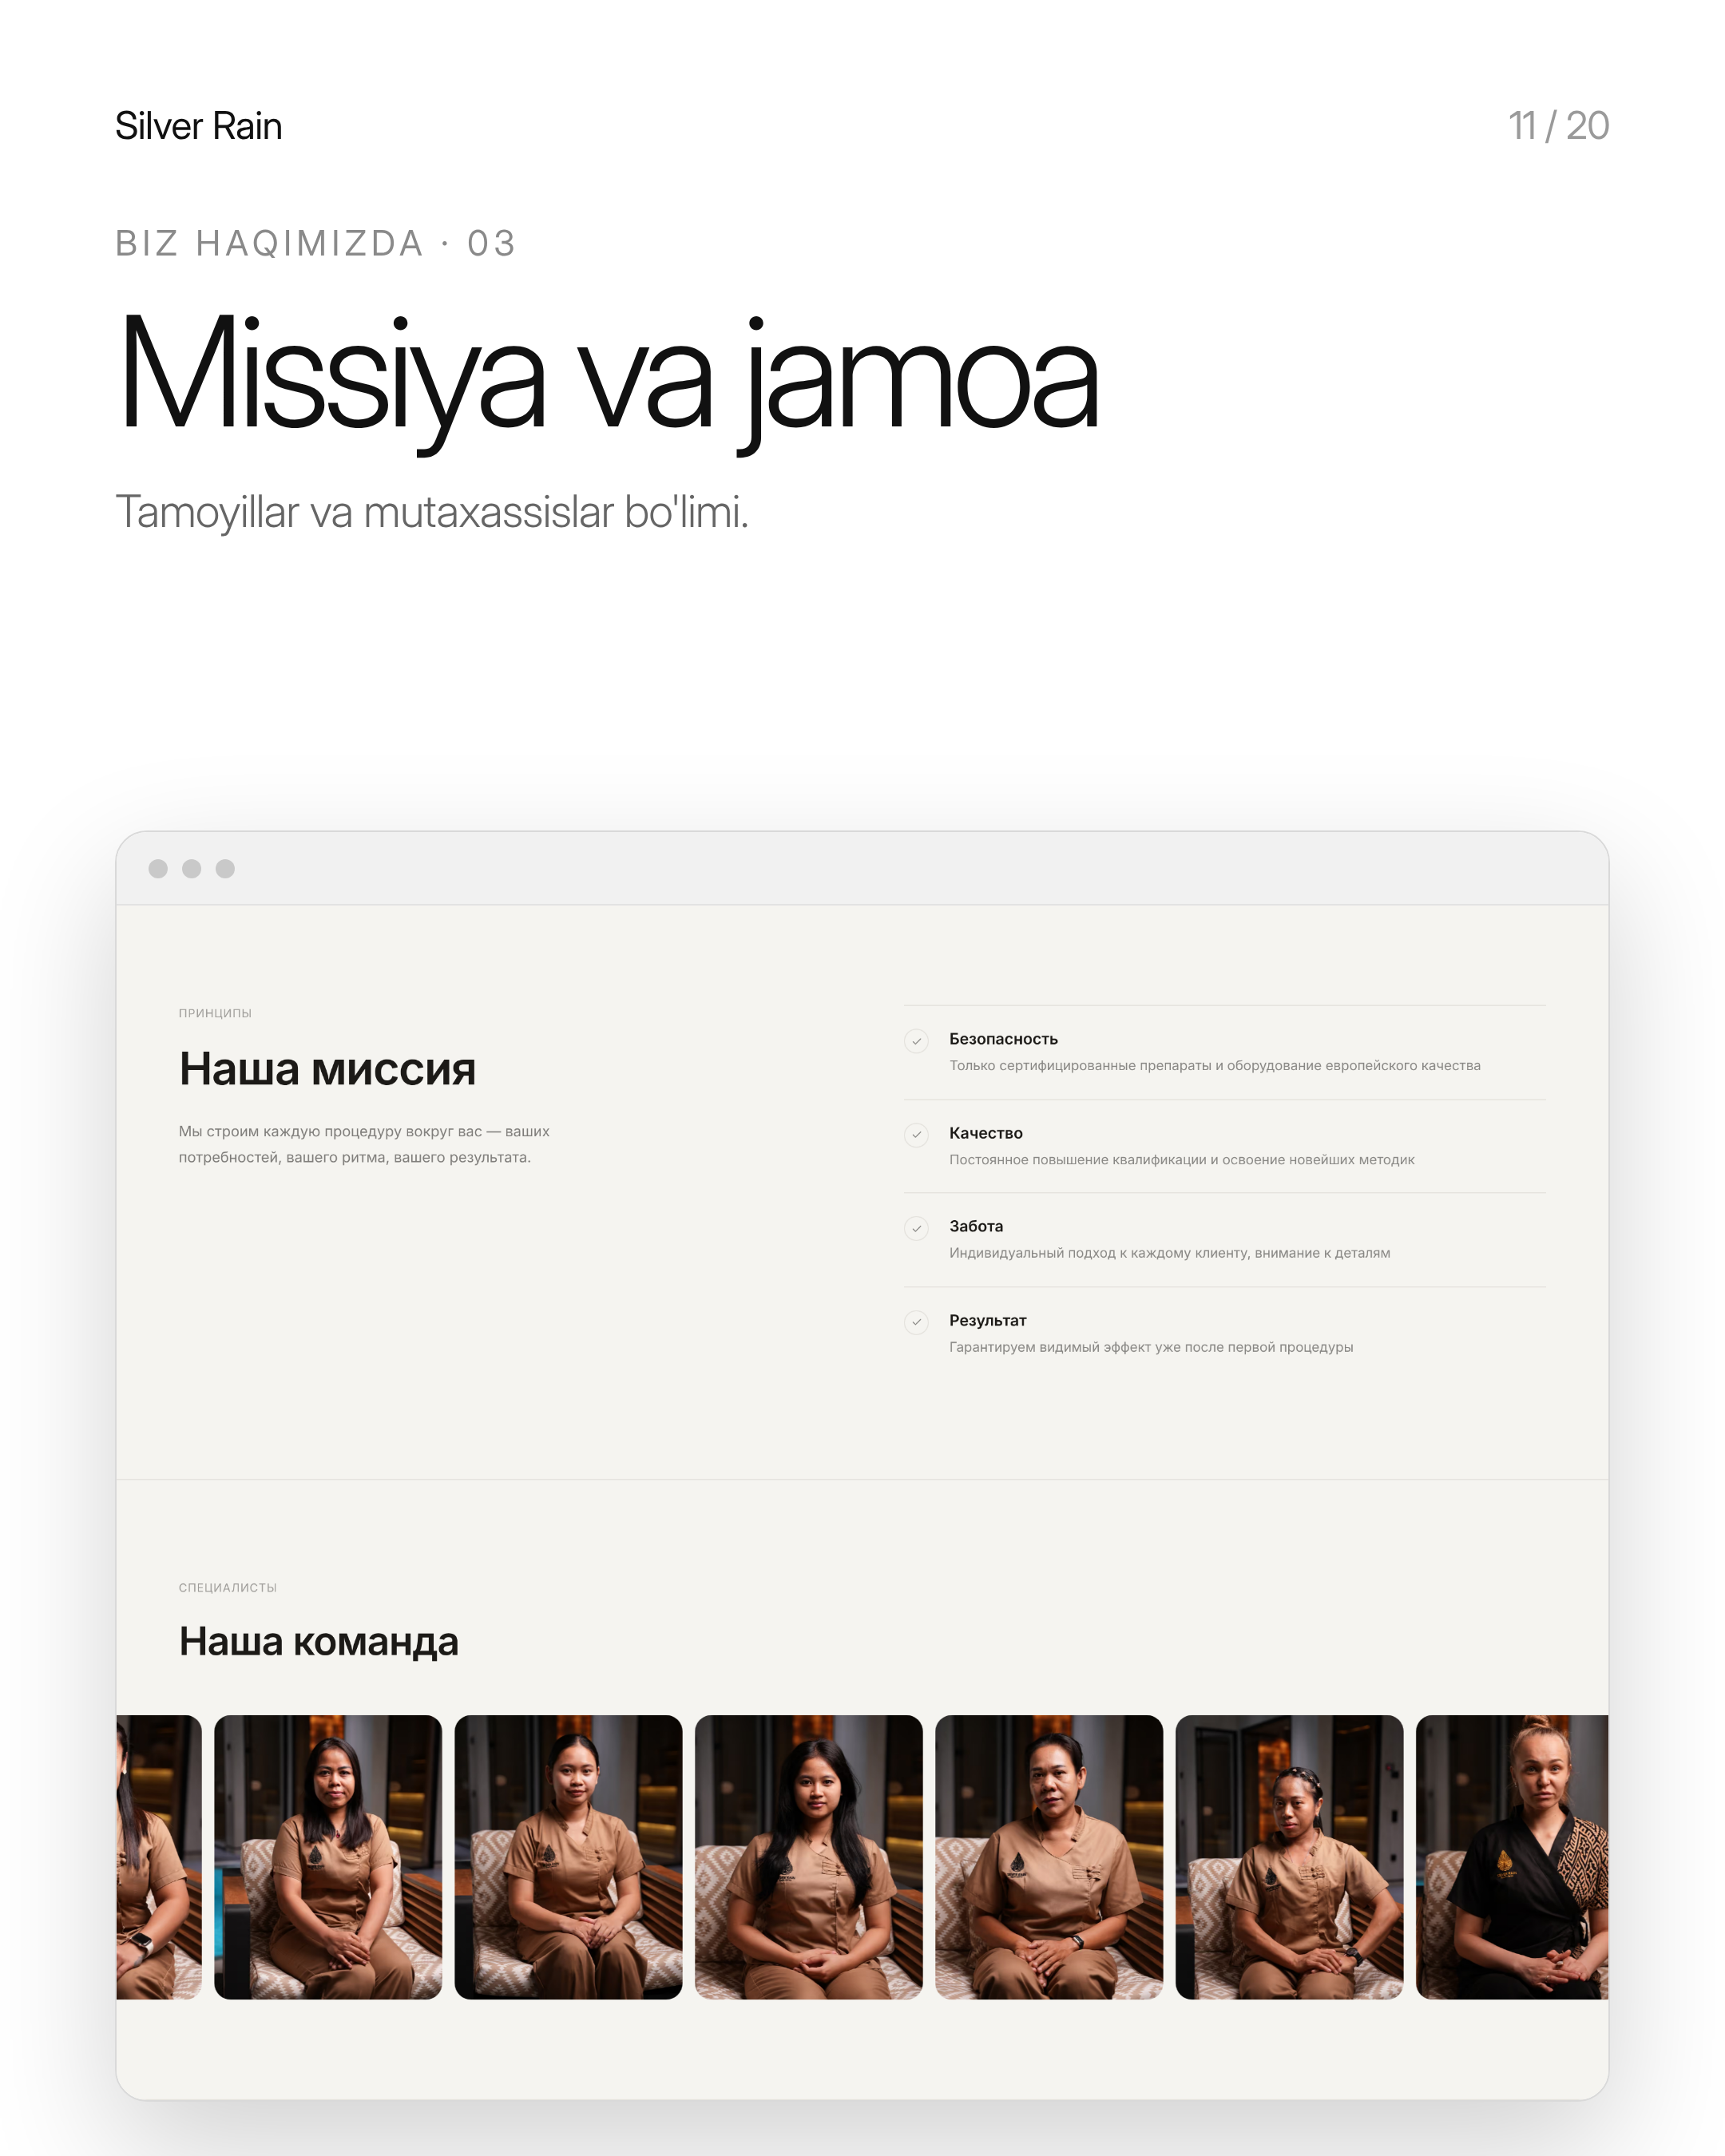 Silver Rain
11 / 20
BIZ HAQIMIZDA · 03
Missiya va jamoa
Tamoyillar va mutaxassislar bo'limi.
ПРИНЦИПЫ
Наша миссия
Мы строим каждую процедуру вокруг вас — ваших
потребностей, вашего ритма, вашего результата.
Безопасность
Только сертифицированные препараты и оборудование европейского качества
Качество
Постоянное повышение квалификации и освоение новейших методик
Забота
Индивидуальный подход к каждому клиенту, внимание к деталям
Результат
Гарантируем видимый эффект уже после первой процедуры
СПЕЦИАЛИСТЫ
Наша команда